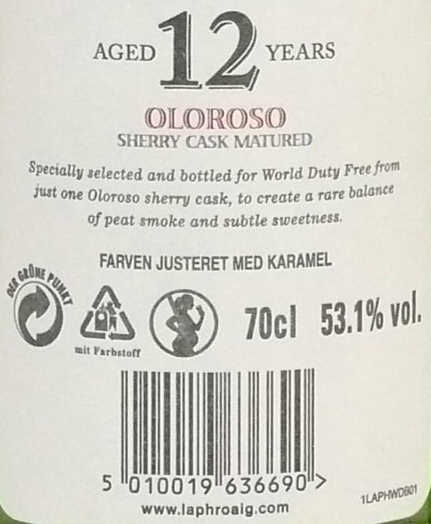 AGED 12 YEARS
OLOROSO
SHERRY CASK MATURED
Specially selected and bottled for World Duty Free from
just one Oloroso sherry cask, to create a rare balance
of peat smoke and subtle sweetness.
FARVEN JUSTERET MED KARAMEL
DER GRÜNE PUNKT
mit Farbstoff
70cl 53.1% vol.
5 010019 636690 >
1LAPHWDB01
www.laphroaig.com